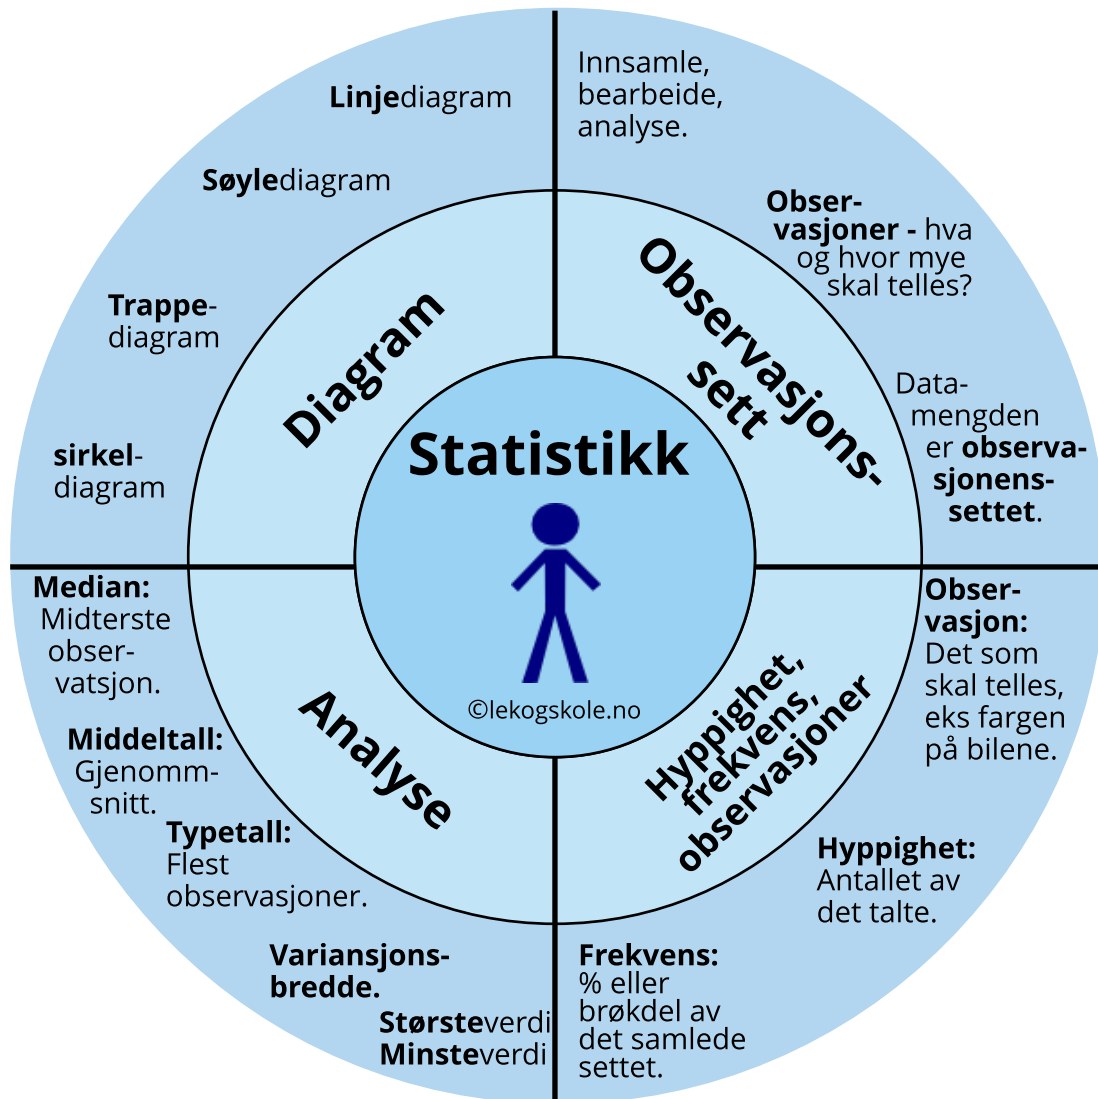 Statistikk
©lekogskole.no
Diagram
Linjediagram
Søylediagram
Trappe-
diagram
sirkel-
diagram
Observasjons-
sett
Innsamle,
bearbeide,
analyse.
Obser-
vasjoner - hva
og hvor mye
skal telles?
Data-
mengden
er observa-
sjonens-
settet.
Hyppighet,
frekvens,
observasjoner
Obser-
vasjon:
Det som
skal telles,
eks fargen
på bilene.
Hyppighet:
Antallet av
det talte.
Frekvens:
% eller
brøkdel av
det samlede
settet.
Analyse
Median:
Midterste
obser-
vatsjon.
Middeltall:
Gjenomm-
snitt.
Typetall:
Flest
observasjoner.
Variansjons-
bredde.
Størsteverdi
Minsteverdi